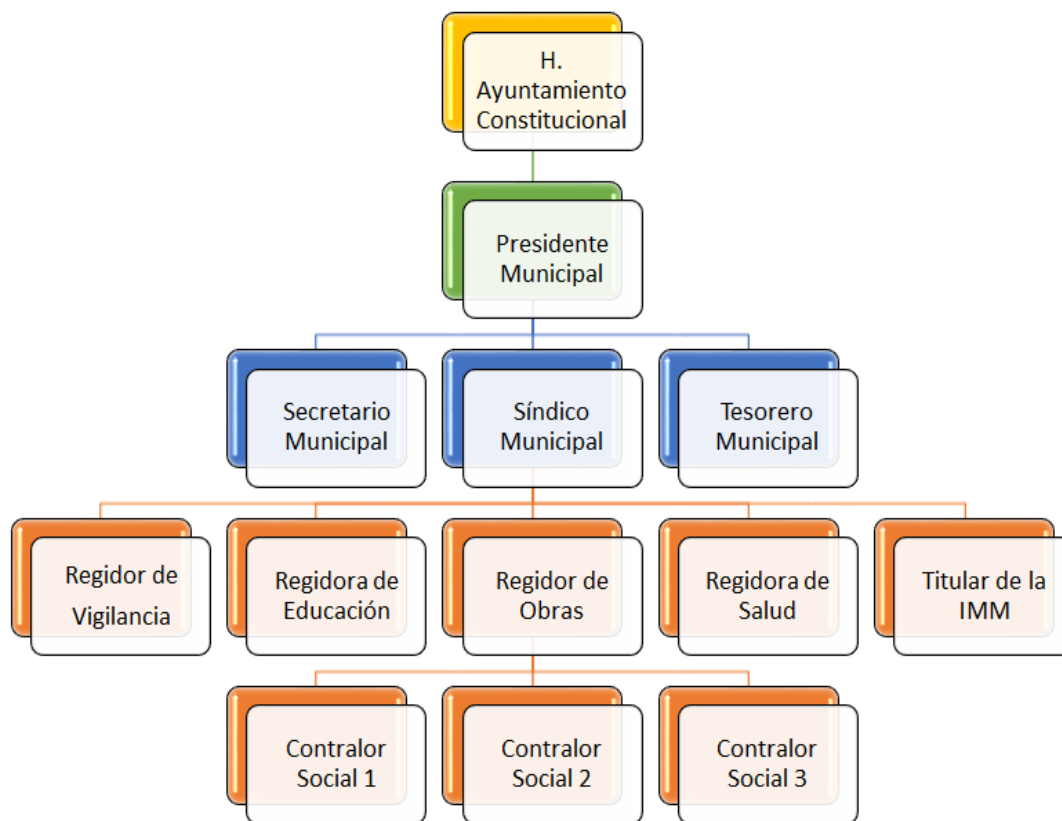 H.
Ayuntamiento
Constitucional
Presidente
Municipal
Secretario
Municipal
Síndico
Municipal
Tesorero
Municipal
Regidor de
Vigilancia
Regidora de
Educación
Regidor de
Obras
Regidora de
Salud
Titular de la
IMM
Contralor
Social 1
Contralor
Social 2
Contralor
Social 3